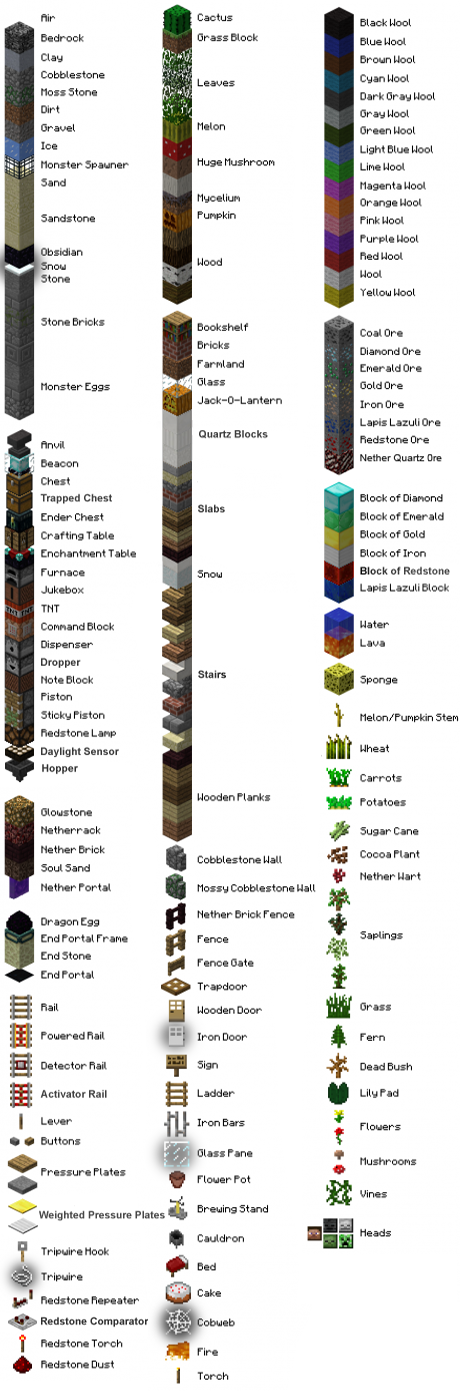 Air
Bedrock
Clay
Cobblestone
Moss Stone
Dirt
Gravel
Ice
Monster Spawner
Sand
Sandstone
Obsidian
Snow
Stone
Stone Bricks
Monster Eggs
Anvil
Beacon
Chest
Trapped Chest
Ender Chest
Crafting Table
Enchantment Table
Furnace
Jukebox
TNT
Command Block
Dispenser
Dropper
Note Block
Piston
Sticky Piston
Redstone Lamp
Daylight Sensor
Hopper
Glowstone
Netherrack
Nether Brick
Soul Sand
Nether Portal
Dragon Egg
End Portal Frame
End Stone
End Portal
Rail
Powered Rail
Detector Rail
Activator Rail
Lever
Buttons
Pressure Plates
Weighted Pressure Plates
Tripwire Hook
Tripwire
Redstone Repeater
Redstone Comparator
Redstone Torch
Redstone Dust
Cactus
Grass Block
Leaves
Melon
Huge Mushroom
Mycelium
Pumpkin
Wood
Bookshelf
Bricks
Farmland
Glass
Jack-O-Lantern
Quartz Blocks
Slabs
Snow
Stairs
Wooden Planks
Cobblestone Wall
Mossy Cobblestone Wall
Nether Brick Fence
Fence
Fence Gate
Trapdoor
Wooden Door
Iron Door
Sign
Ladder
Iron Bars
Glass Pane
Flower Pot
Brewing Stand
Cauldron
Bed
Cake
Cobweb
Fire
Torch
Black Wool
Blue Wool
Brown Wool
Cyan Wool
Dark Gray Wool
Gray Wool
Green Wool
Light Blue Wool
Lime Wool
Magenta Wool
Orange Wool
Pink Wool
Purple Wool
Red Wool
Wool
Yellow Wool
Coal Ore
Diamond Ore
Emerald Ore
Gold Ore
Iron Ore
Lapis Lazuli Ore
Redstone Ore
Nether Quartz Ore
Block of Diamond
Block of Emerald
Block of Gold
Block of Iron
Block of Redstone
Lapis Lazuli Block
Water
Lava
Sponge
Melon/Pumpkin Stem
Wheat
Carrots
Potatoes
Sugar Cane
Cocoa Plant
Nether Wart
Saplings
Grass
Fern
Dead Bush
Lily Pad
Flowers
Mushrooms
Vines
Heads